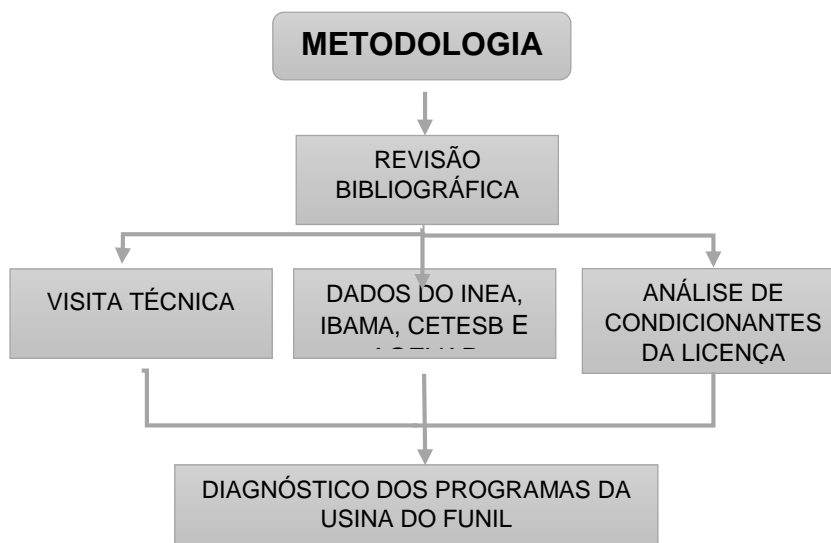 METODOLOGIA
REVISÃO
BIBLIOGRÁFICA
VISITA TÉCNICA
DADOS DO INEA,
IBAMA, CETESB E
ANÁLISE DE
CONDICIONANTES
DA LICENÇA
DIAGNÓSTICO DOS PROGRAMAS DA
USINA DO FUNIL